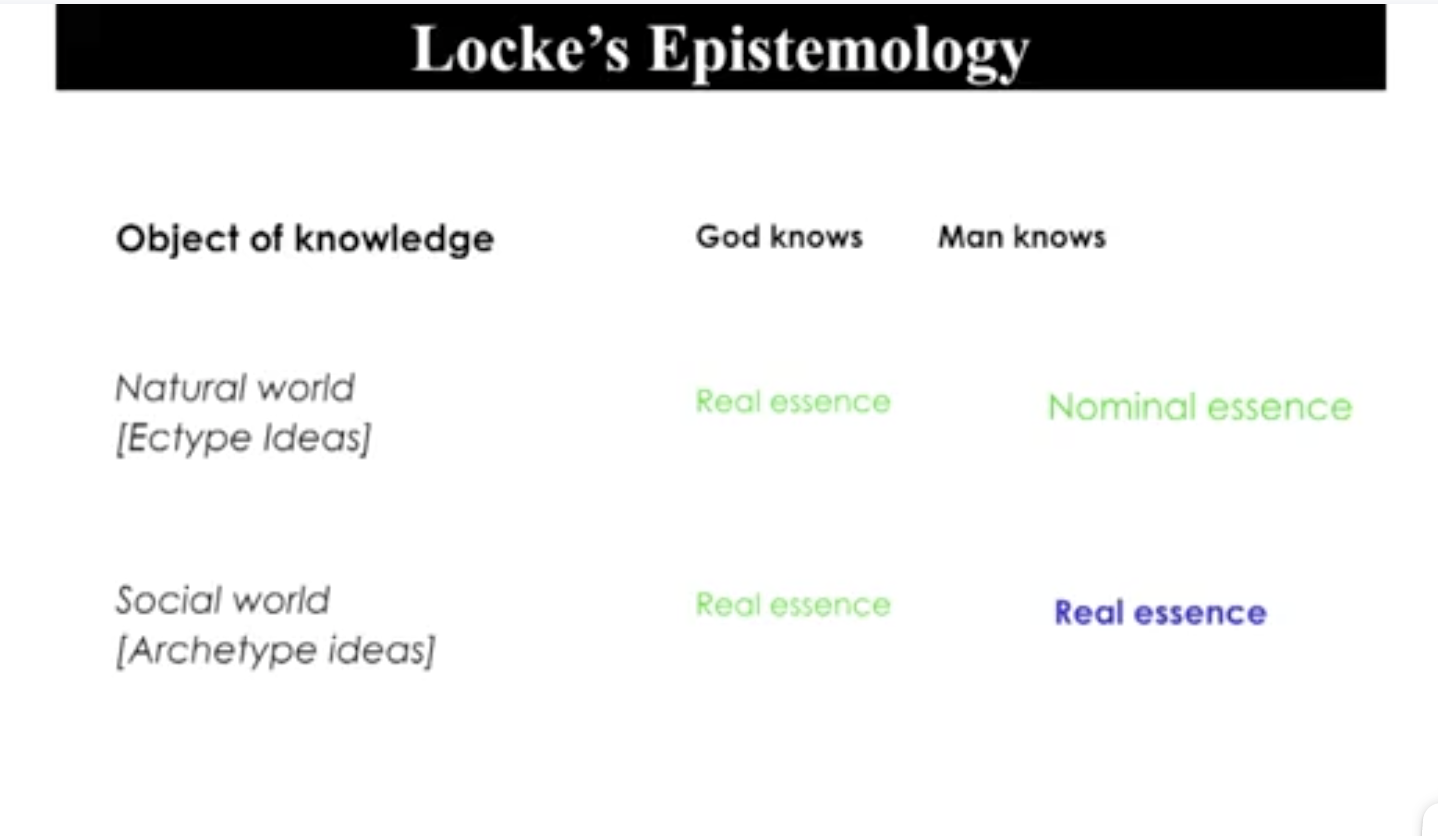 Locke’s Epistemology
Object of knowledge God knows Man knows
Natural world Real essence Nominal essence
[Ectype Ideas]
Social world Real essence Real essence
[Archetype ideas]